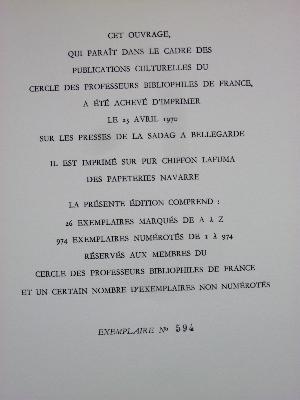 CET OUVRAGE,
QUI PARAÎT DANS LE CADRE DES
PUBLICATIONS CULTURELLES DU
CERCLE DES PROFESSEURS BIBLIOPHILES DE FRANCE,
A ÉTÉ ACHEVÉ D'IMPRIMER
LE 25 AVRIL 1970
SUR LES PRESSES DE LA SADAG A BELLEGARDE
IL EST IMPRIMÉ SUR PUR CHIFFON LAFUMA
DES PAPETERIES NAVARRE
LA PRÉSENTE ÉDITION COMPREND :
26 EXEMPLAIRES MARQUÉS DE A à Z
974 EXEMPLAIRES NUMÉROTÉS DE 1 à 974
RÉSERVÉS AUX MEMBRES DU
CERCLE DES PROFESSEURS BIBLIOPHILES DE FRANCE
ET UN CERTAIN NOMBRE D'EXEMPLAIRES NON NUMÉROTÉS
EXEMPLAIRE No 594